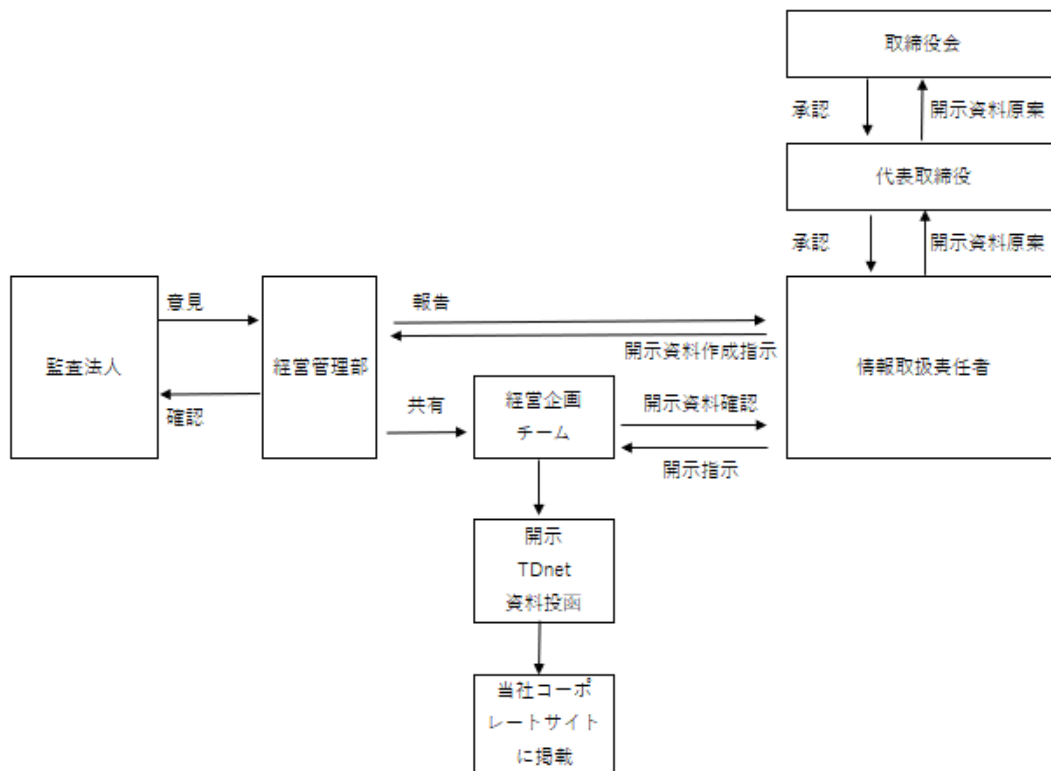 取締役会
承認
開示資料原案
代表取締役
承認
開示資料原案
監査法人
意見
確認
経営管理部
報告
開示資料作成指示
共有
経営企画
チーム
開示資料確認
開示指示
情報取扱責任者
開示
TDnet
資料投函
当社コーポ
レートサイト
に掲載